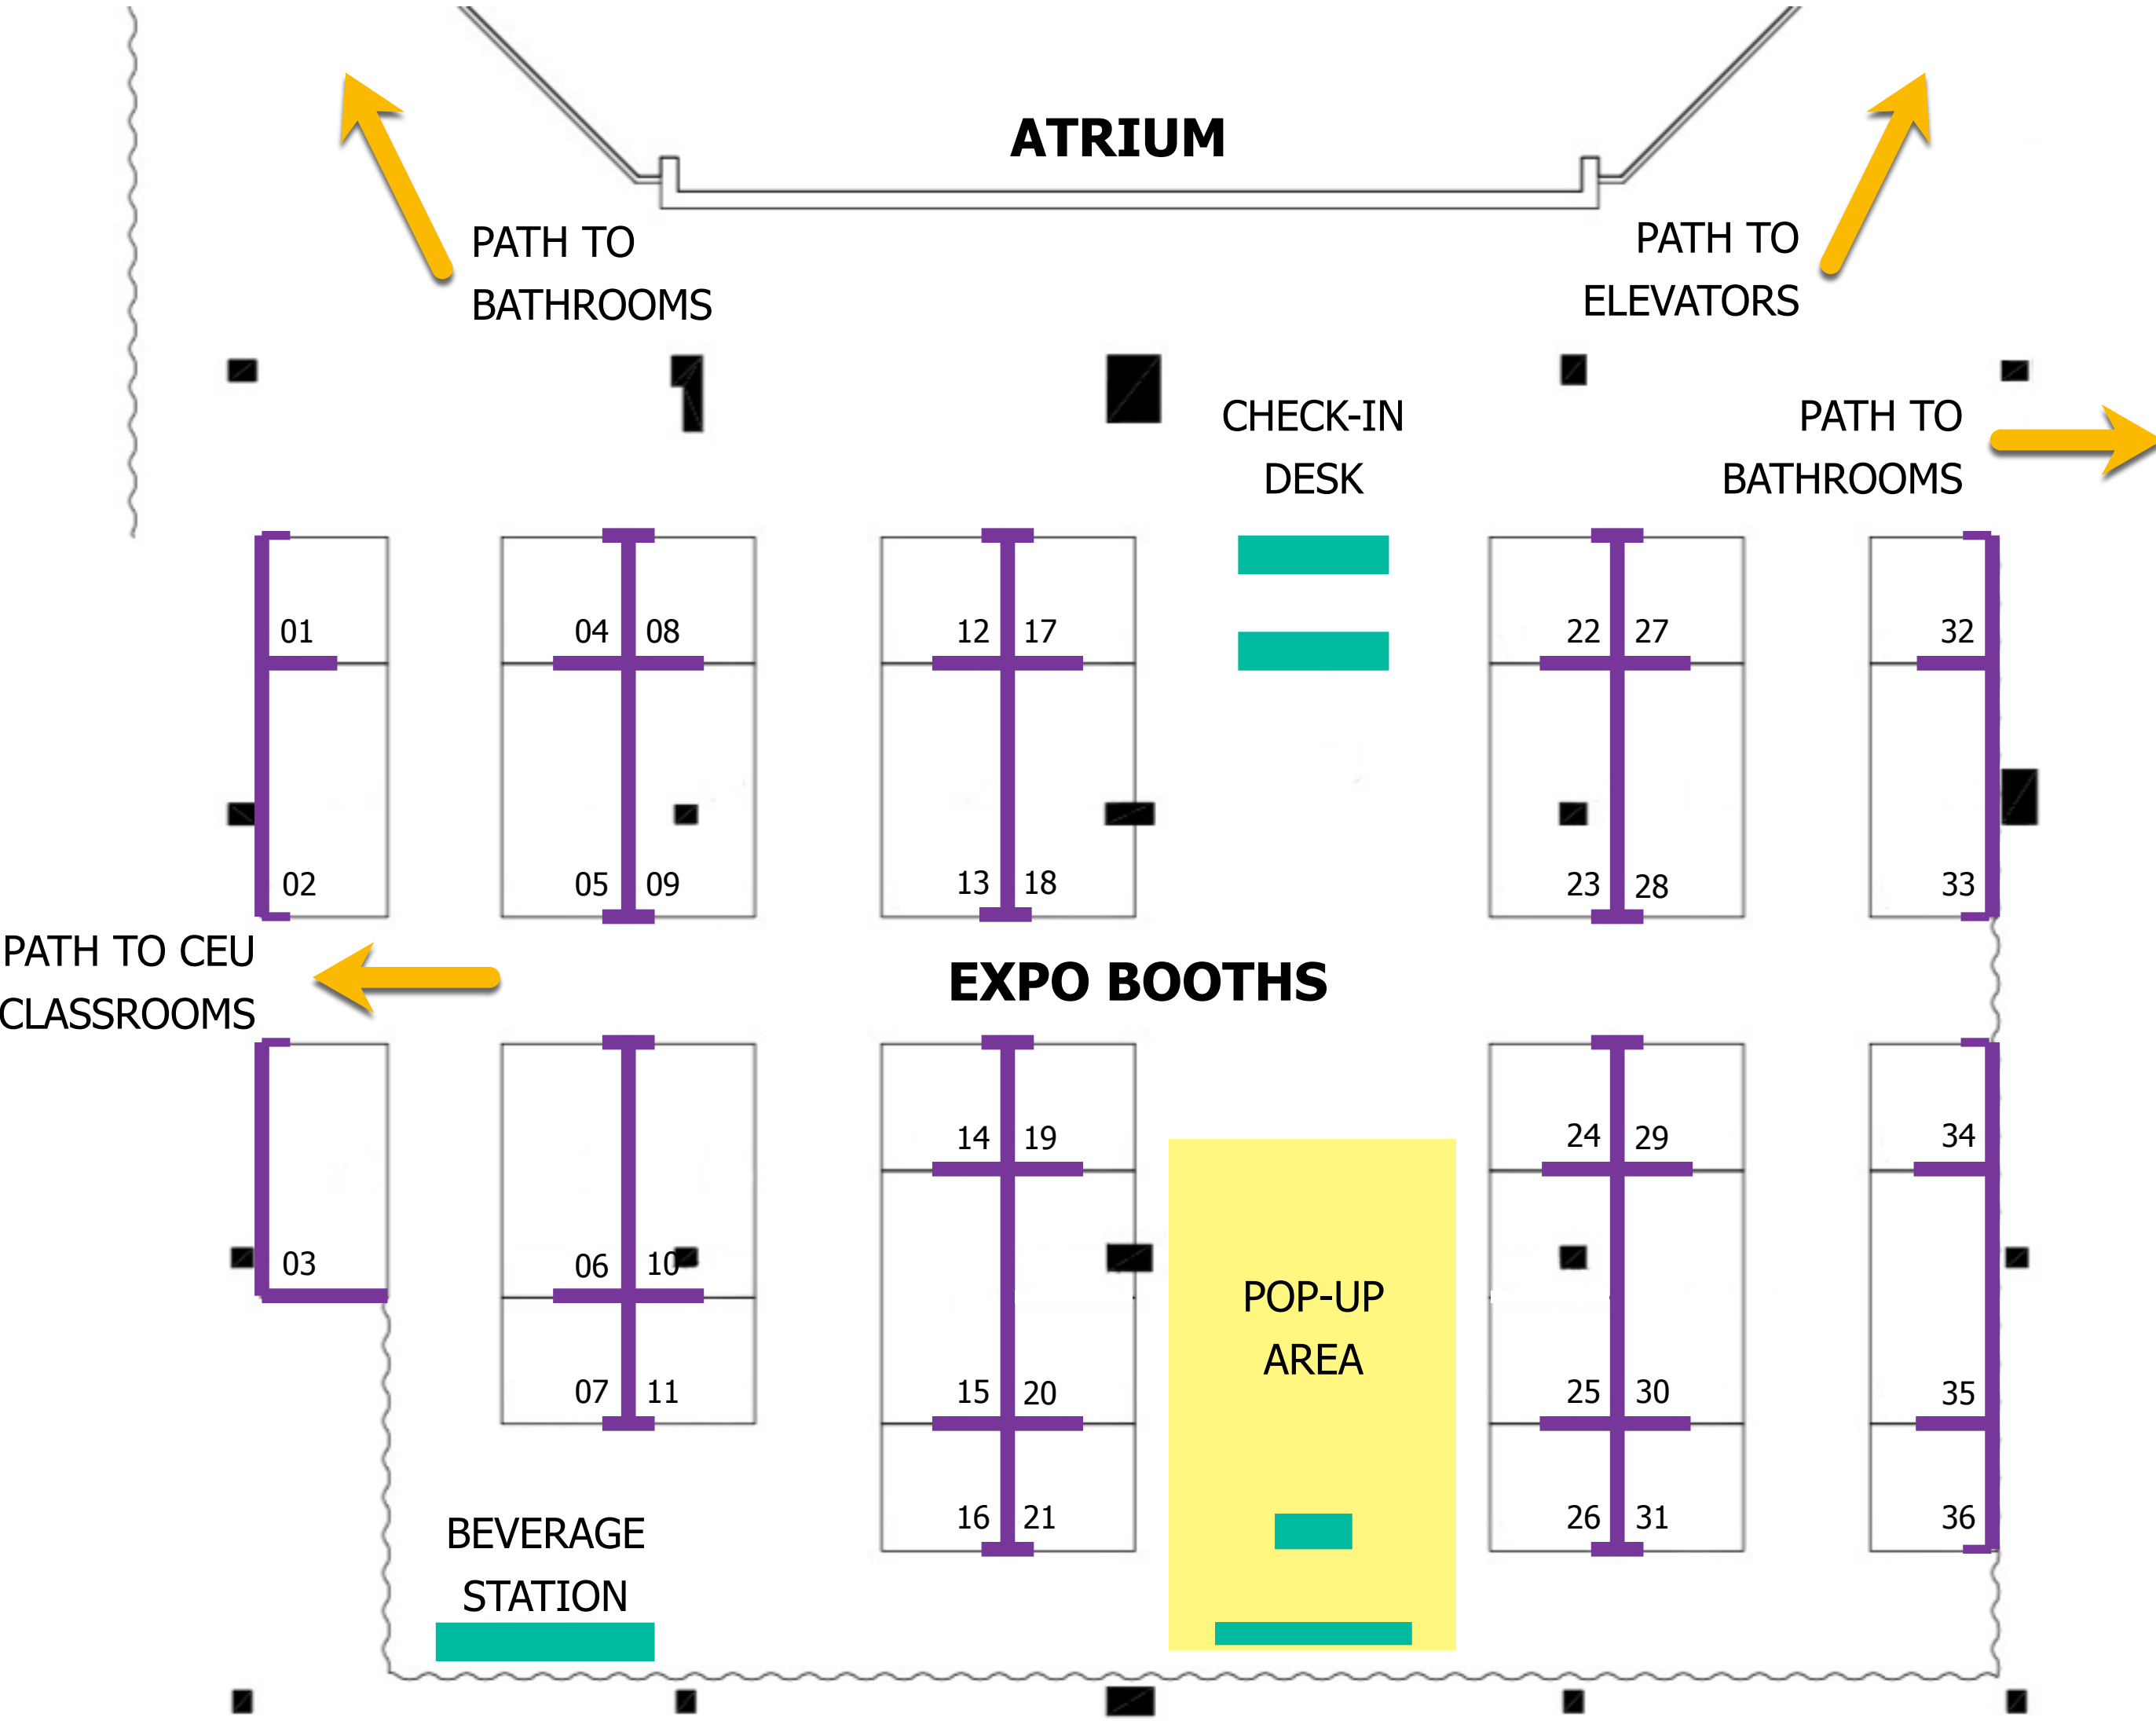 ATRIUM
PATH TO
BATHROOMS
PATH TO
ELEVATORS
CHECK-IN
DESK
PATH TO
BATHROOMS
01
04 08
12 17
22 27
32
02
05 09
13 18
23 28
33
PATH TO CEU
CLASSROOMS
EXPO BOOTHS
14 19
24 29
34
03
06 10
POP-UP
AREA
07 11
15 20
25 30
35
16 21
26 31
36
BEVERAGE
STATION